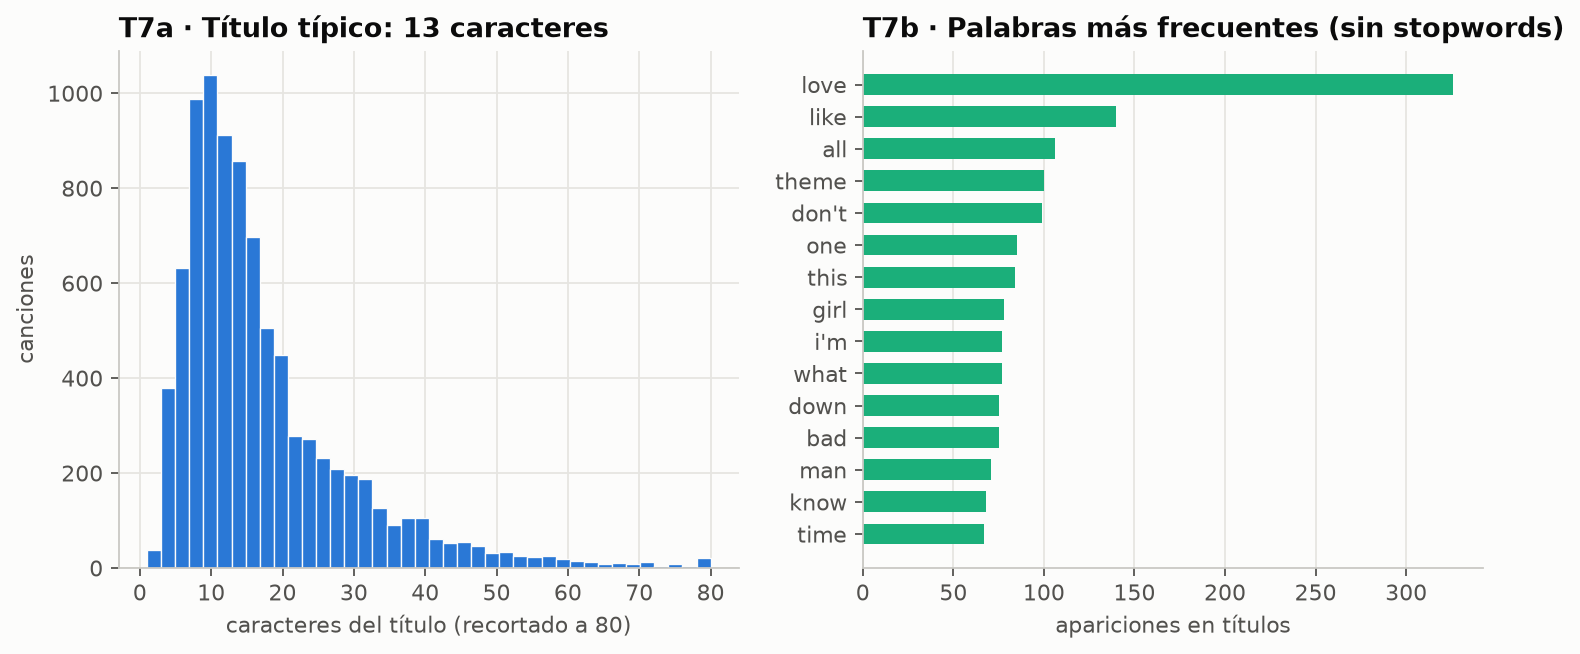 T7a · Título típico: 13 caracteres
canciones
1000
800
600
400
200
0
0 10 20 30 40 50 60 70 80
caracteres del título (recortado a 80)
T7b · Palabras más frecuentes (sin stopwords)
love
like
all
theme
don't
one
this
girl
i'm
what
down
bad
man
know
time
0 50 100 150 200 250 300
apariciones en títulos